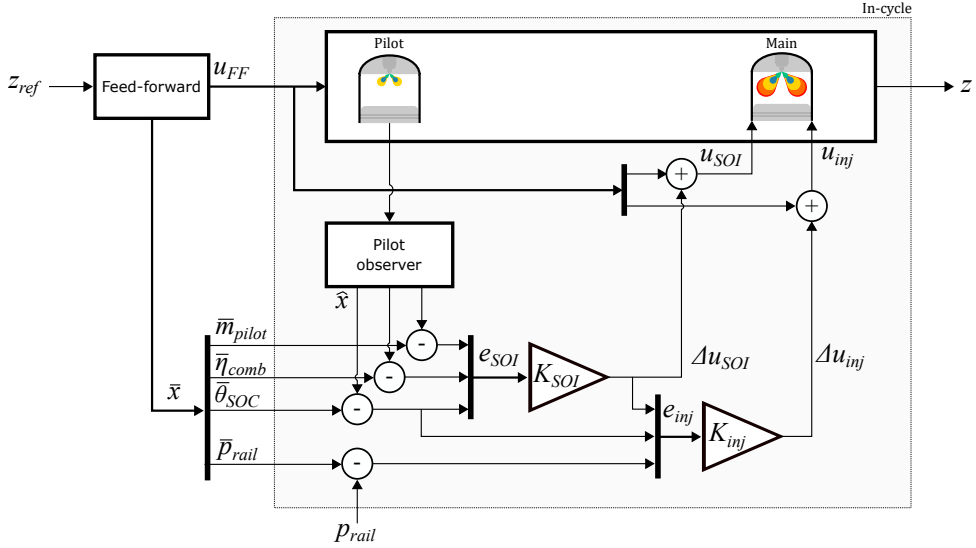 In-cycle
Pilot
Main
z_ref
Feed-forward
u_FF
z
u_SOI
u_inj
+
+
Pilot
observer
x̂
m̅_pilot
-
e_SOI
K_SOI
Δu_SOI
Δu_inj
η̅_comb
-
x̅
θ̅_SOC
-
e_inj
K_inj
p̅_rail
-
p_rail